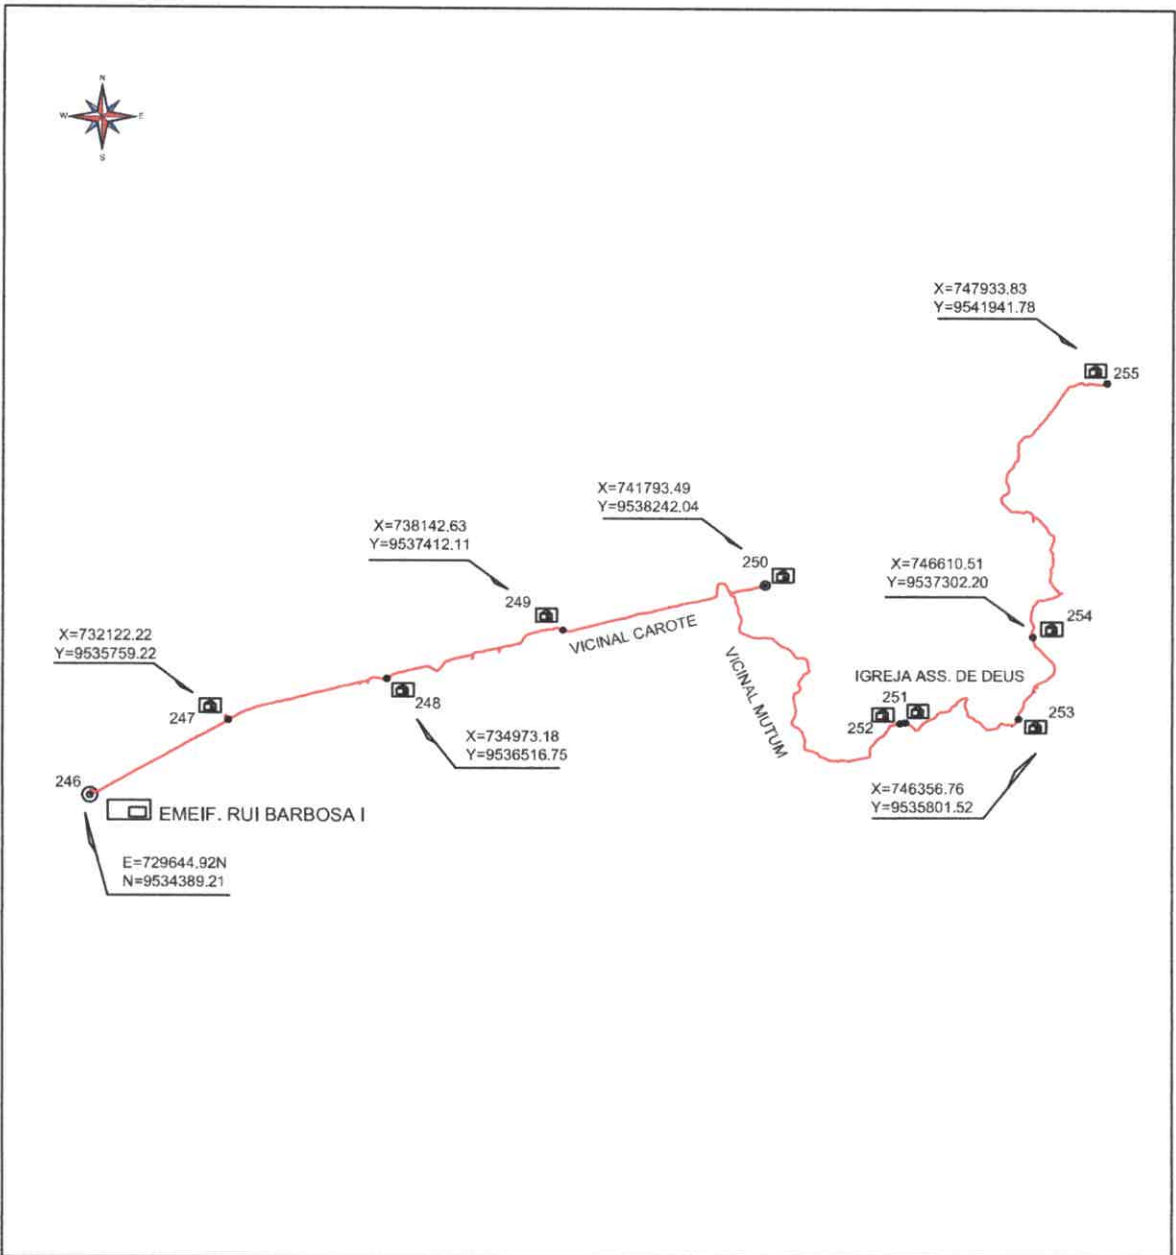 N
W E
S
X=747933.83
Y=9541941.78
255
X=741793.49
Y=9538242.04
250
X=738142.63
Y=9537412.11
249
X=746610.51
Y=9537302.20
254
VICINAL CAROTE
X=732122.22
Y=9535759.22
247
248
X=734973.18
Y=9536516.75
VICINAL MUTUM
IGREJA ASS. DE DEUS
251
252
253
X=746356.76
Y=9535801.52
246
EMEIF. RUI BARBOSA I
E=729644.92N
N=9534389.21